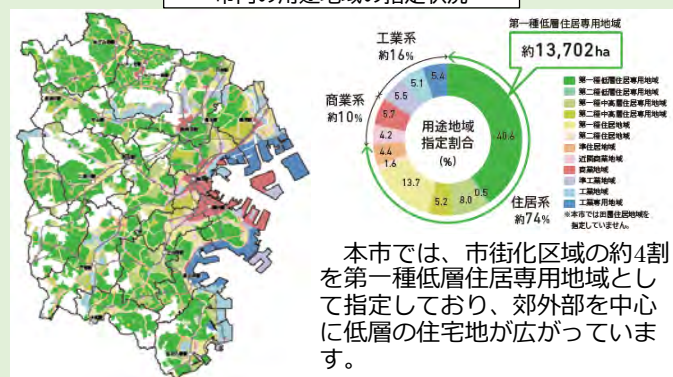 市内の用途地域の指定状況
第一種低層住居専用地域
約13,702ha
工業系
約16%
商業系
約10%
住居系
約74%
用途地域
指定割合
(%)
40.6
0.5
8.0
5.2
13.7
1.6
4.4
4.2
5.7
5.5
5.1
5.4
第一種低層住居専用地域
第二種低層住居専用地域
第一種中高層住居専用地域
第二種中高層住居専用地域
第一種住居地域
第二種住居地域
準住居地域
近隣商業地域
商業地域
準工業地域
工業地域
工業専用地域
※本市では田園住居地域を
指定していません。
本市では、市街化区域の約4割
を第一種低層住居専用地域とし
て指定しており、郊外部を中心
に低層の住宅地が広がっていま
す。